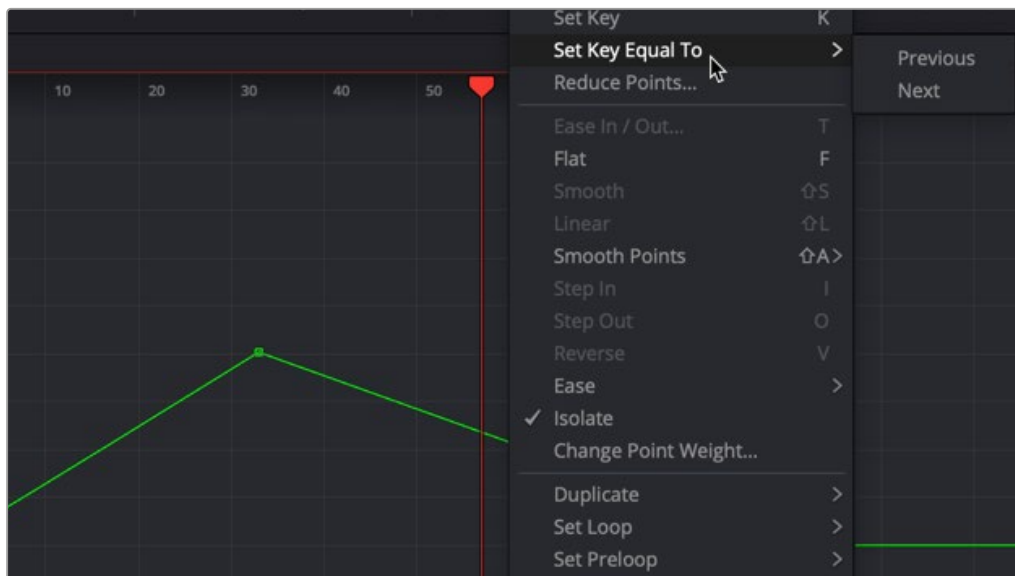 10 20 30 40 50
Set Key K
Set Key Equal To >
Previous
Next
Reduce Points...
Ease In / Out... T
Flat F
Smooth ⇧S
Linear ⇧L
Smooth Points ⇧A>
Step In I
Step Out O
Reverse V
Ease >
✓ Isolate
Change Point Weight...
Duplicate >
Set Loop >
Set Preloop >